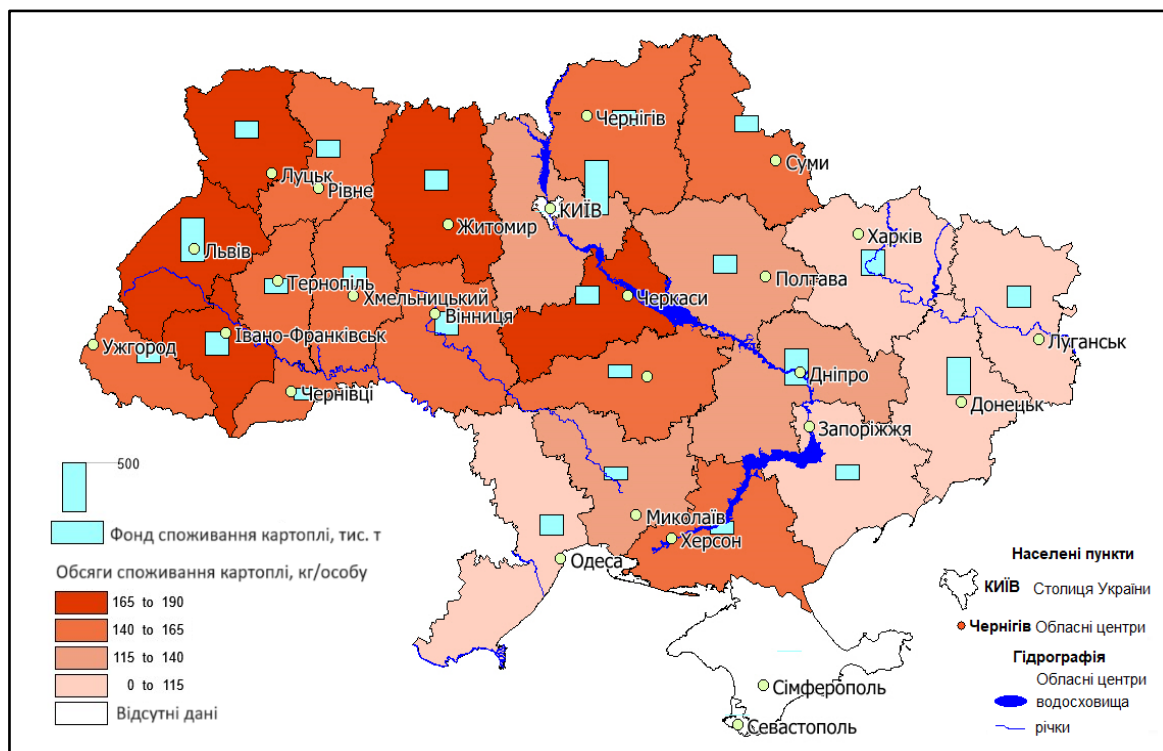 Чернігів
Суми
Луцьк
Рівне
КИЇВ
Житомир
Харків
Львів
Тернопіль
Полтава
Хмельницький
Черкаси
Вінниця
Івано-Франківськ
Ужгород
Луганськ
Дніпро
Чернівці
Донецьк
Запоріжжя
Миколаїв
Херсон
Одеса
Сімферополь
Севастополь
500
Фонд споживання картоплі, тис. т
Обсяги споживання картоплі, кг/особу
165 to 190
140 to 165
115 to 140
0 to 115
Відсутні дані
Населені пункти
КИЇВ Столиця України
Чернігів Обласні центри
Гідрографія
Обласні центри
водосховища
річки